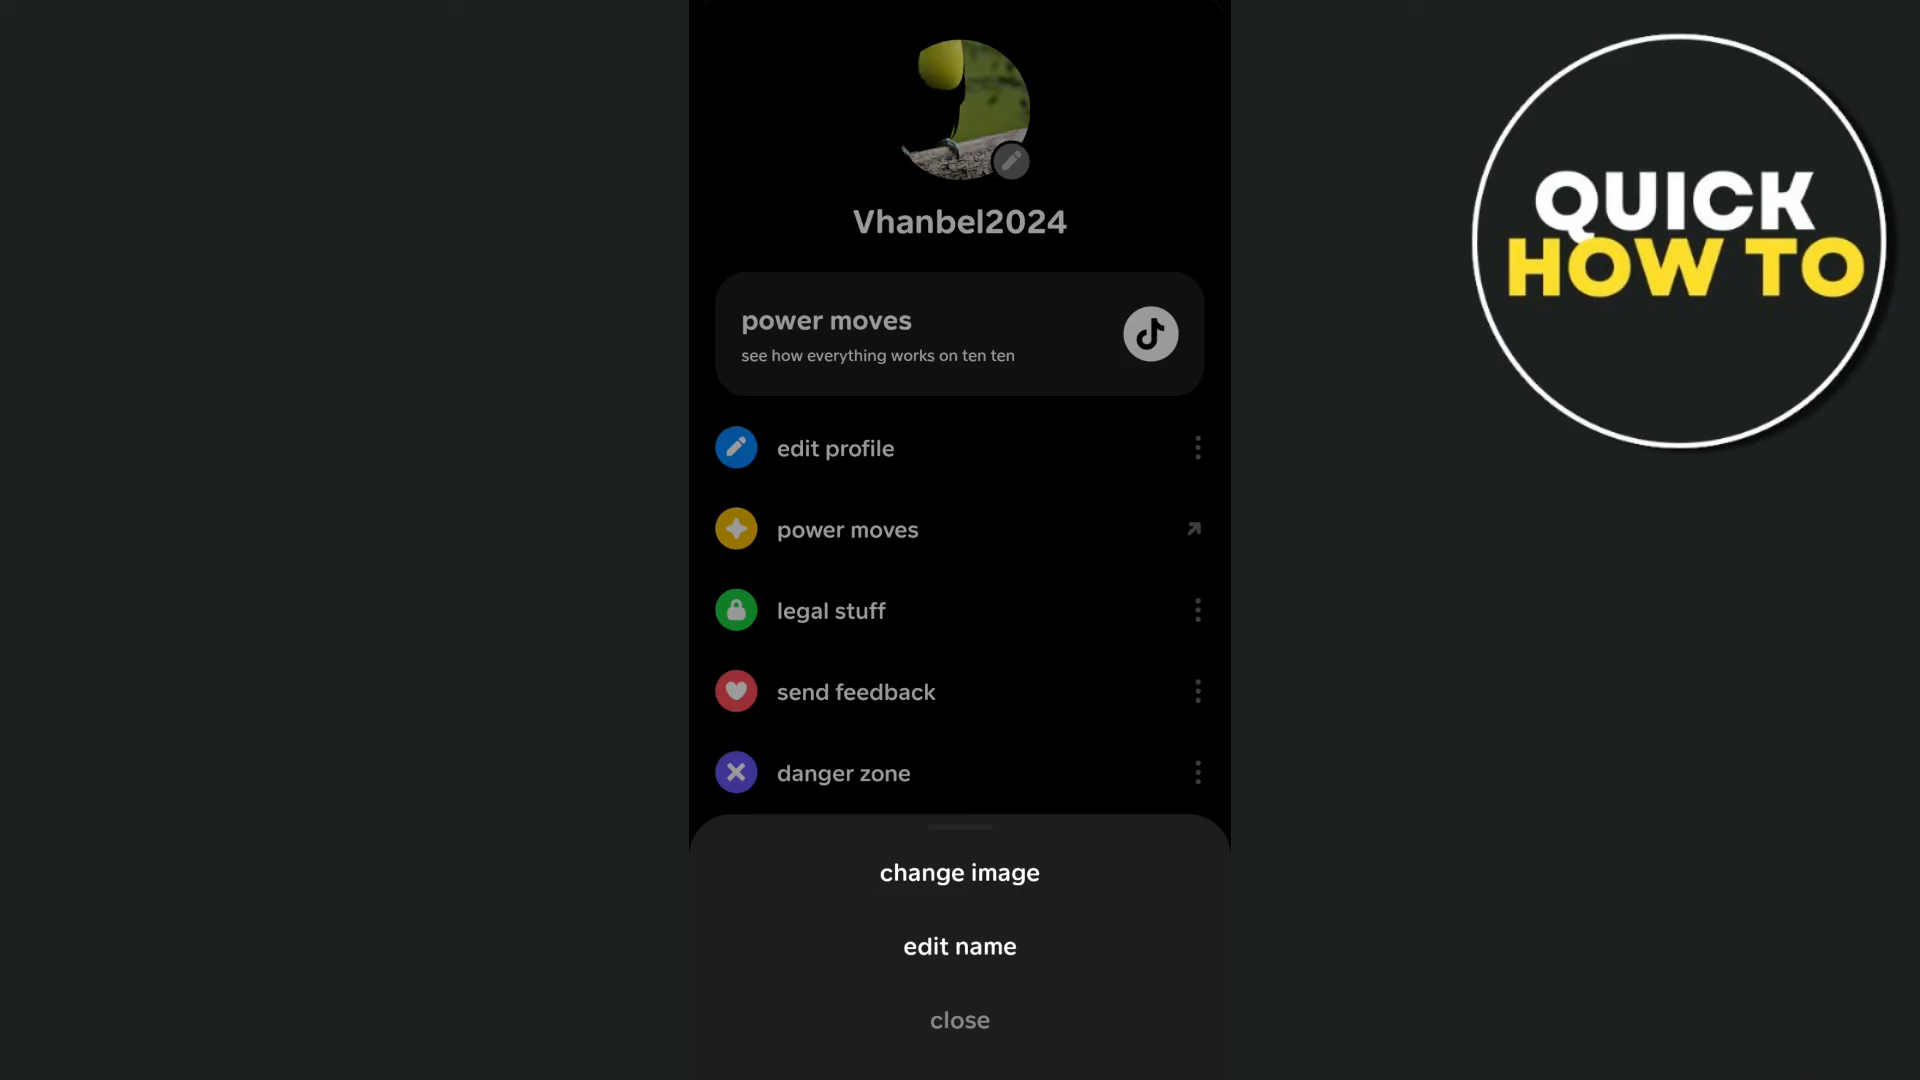 QUICK
HOW TO
Vhanbel2024
power moves
see how everything works on ten ten
edit profile
power moves
legal stuff
send feedback
danger zone
change image
edit name
close